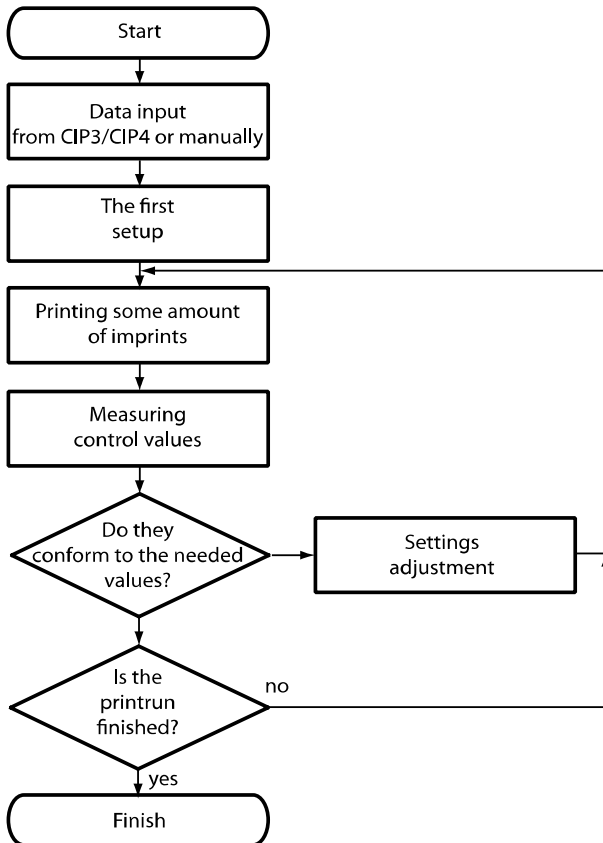 Start
Data input
from CIP3/CIP4 or manually
The first
setup
Printing some amount
of imprints
Measuring
control values
Do they
conform to the needed
values?
Settings
adjustment
Is the
printrun
finished?
no
yes
Finish